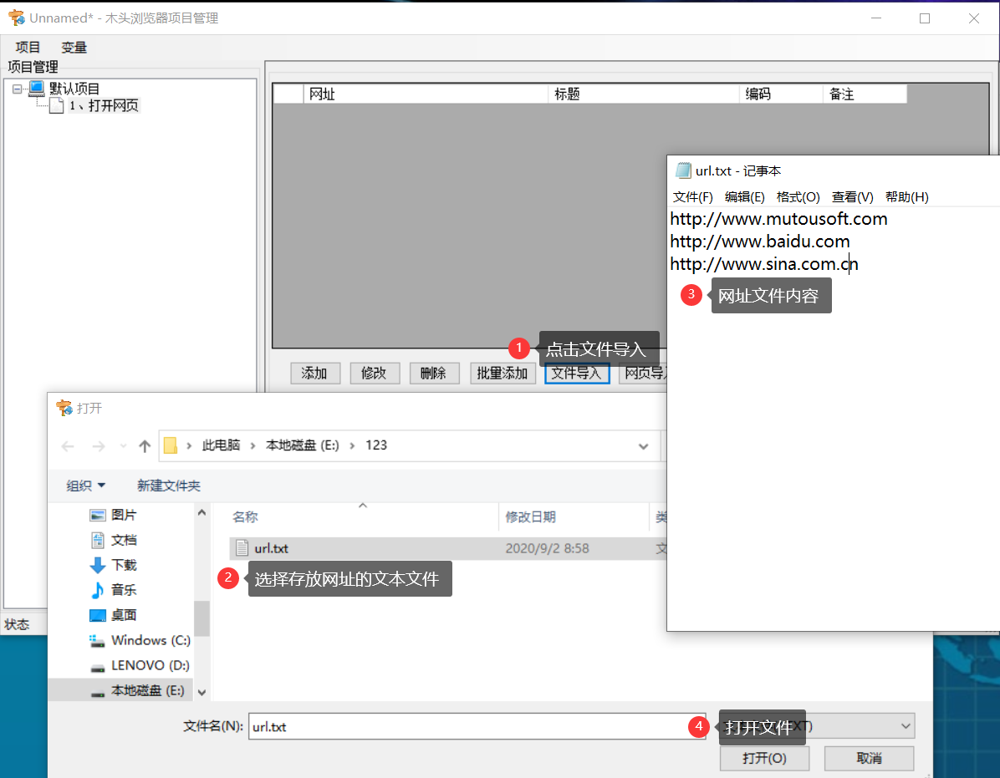 Unnamed* - 木头浏览器项目管理
项目 变量
项目管理
默认项目
1、打开网页
网址 标题 编码 备注
url.txt - 记事本
文件(F) 编辑(E) 格式(O) 查看(V) 帮助(H)
http://www.mutousoft.com
http://www.baidu.com
http://www.sina.com.cn
3 网址文件内容
1 点击文件导入
添加 修改 删除 批量添加 文件导入 网页导入
打开
此电脑 › 本地磁盘 (E:) › 123
组织 新建文件夹
名称 修改日期 类
图片
url.txt 2020/9/2 8:58 文
文档
下载
2 选择存放网址的文本文件
音乐
桌面
状态
Windows (C:)
LENOVO (D:)
本地磁盘 (E:)
文件名(N): url.txt
4 打开文件
打开(O) 取消